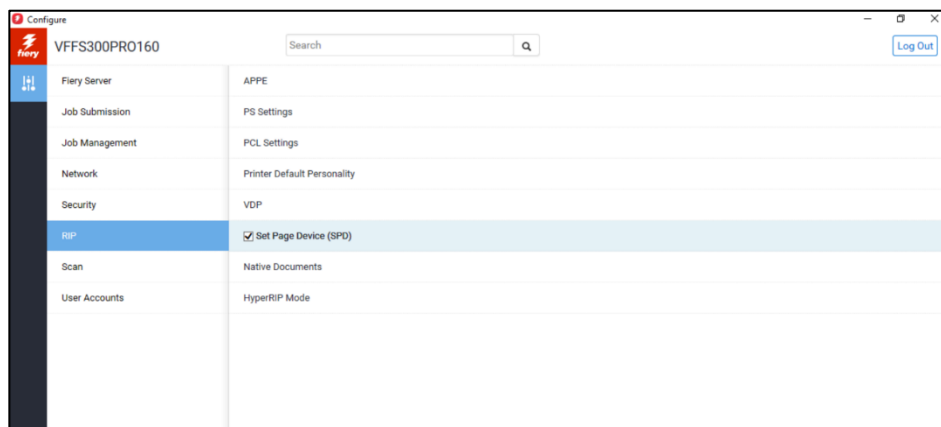 Configure
fiery
VFFS300PRO160
Search
Log Out
Fiery Server
Job Submission
Job Management
Network
Security
RIP
Scan
User Accounts
APPE
PS Settings
PCL Settings
Printer Default Personality
VDP
Set Page Device (SPD)
Native Documents
HyperRIP Mode